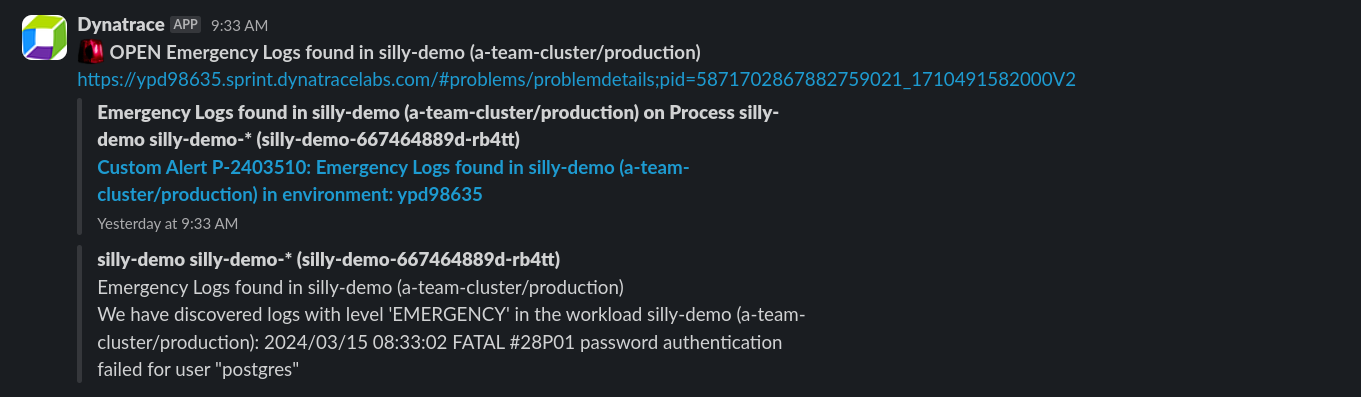 Dynatrace APP 9:33 AM
OPEN Emergency Logs found in silly-demo (a-team-cluster/production)
https://ypd98635.sprint.dynatracelabs.com/#problems/problemdetails;pid=5871702867882759021_1710491582000V2
Emergency Logs found in silly-demo (a-team-cluster/production) on Process silly-
demo silly-demo-* (silly-demo-667464889d-rb4tt)
Custom Alert P-2403510: Emergency Logs found in silly-demo (a-team-
cluster/production) in environment: ypd98635
Yesterday at 9:33 AM
silly-demo silly-demo-* (silly-demo-667464889d-rb4tt)
Emergency Logs found in silly-demo (a-team-cluster/production)
We have discovered logs with level 'EMERGENCY' in the workload silly-demo (a-team-
cluster/production): 2024/03/15 08:33:02 FATAL #28P01 password authentication
failed for user "postgres"